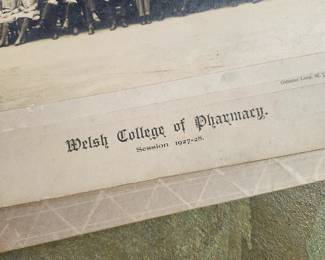 Welsh College of Pharmacy.
Session 1927-28.